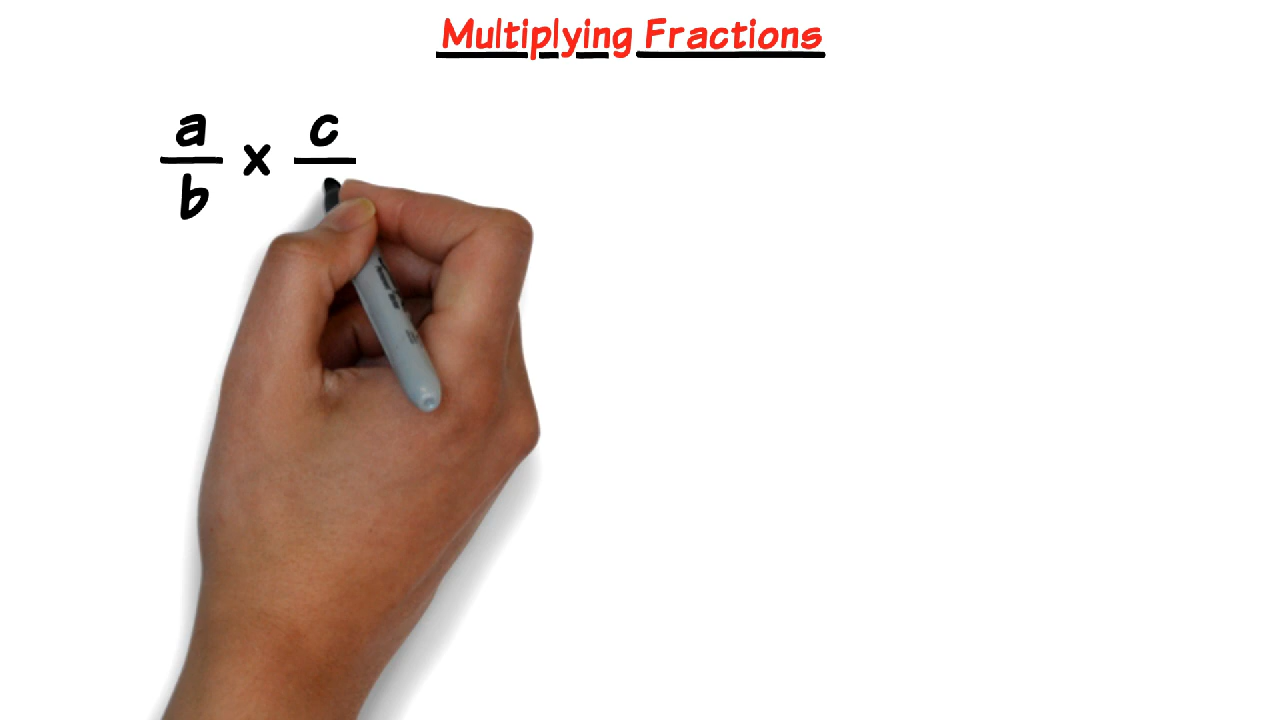 Multiplying Fractions
a c
— × —
b